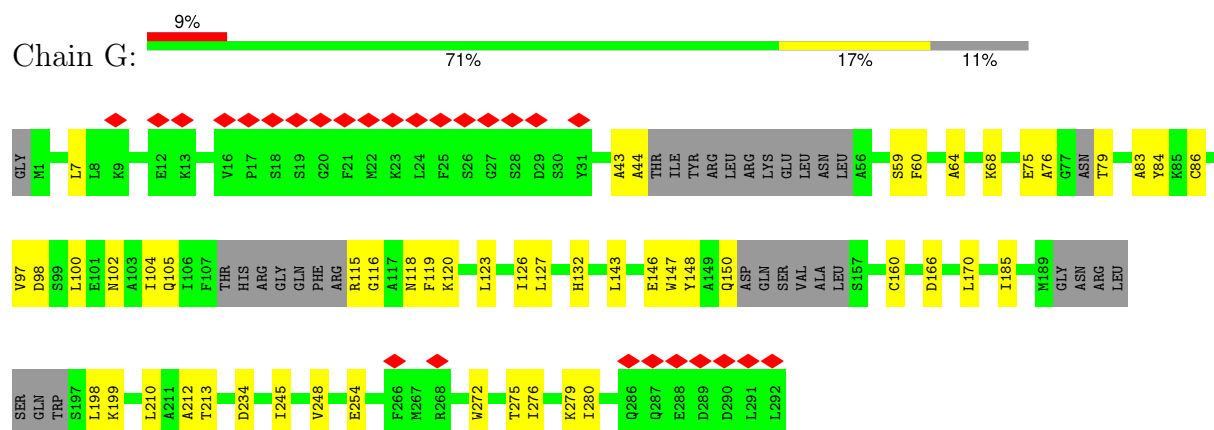 9%
Chain G:
71% 17% 11%
GLY M1 L7 L8 K9 E12 K13 V16 P17 S18 S19 G20 F21 M22 K23 L24 F25 S26 G27 S28 D29 S30 Y31 A43 A44 THR ILE TYR ARG LEU ARG LYS GLU LEU ASN LEU A56 S59 F60 A64 K68 E75 A76 G77 ASN T79 A83 Y84 K85 C86
V97 D98 S99 L100 E101 N102 A103 I104 Q105 I106 F107 THR HIS ARG GLY GLN PHE ARG R115 G116 A117 N118 F119 K120 L123 I126 L127 H132 L143 E146 W147 Y148 A149 Q150 ASP GLN SER VAL ALA LEU S157 C160 D166 L170 I185 M189 GLY ASN ARG LEU
SER GLN TRP S197 L198 K199 L210 A211 A212 T213 D234 I245 V248 E254 F266 M267 R268 W272 T275 I276 K279 I280 Q286 Q287 E288 D289 D290 L291 L292